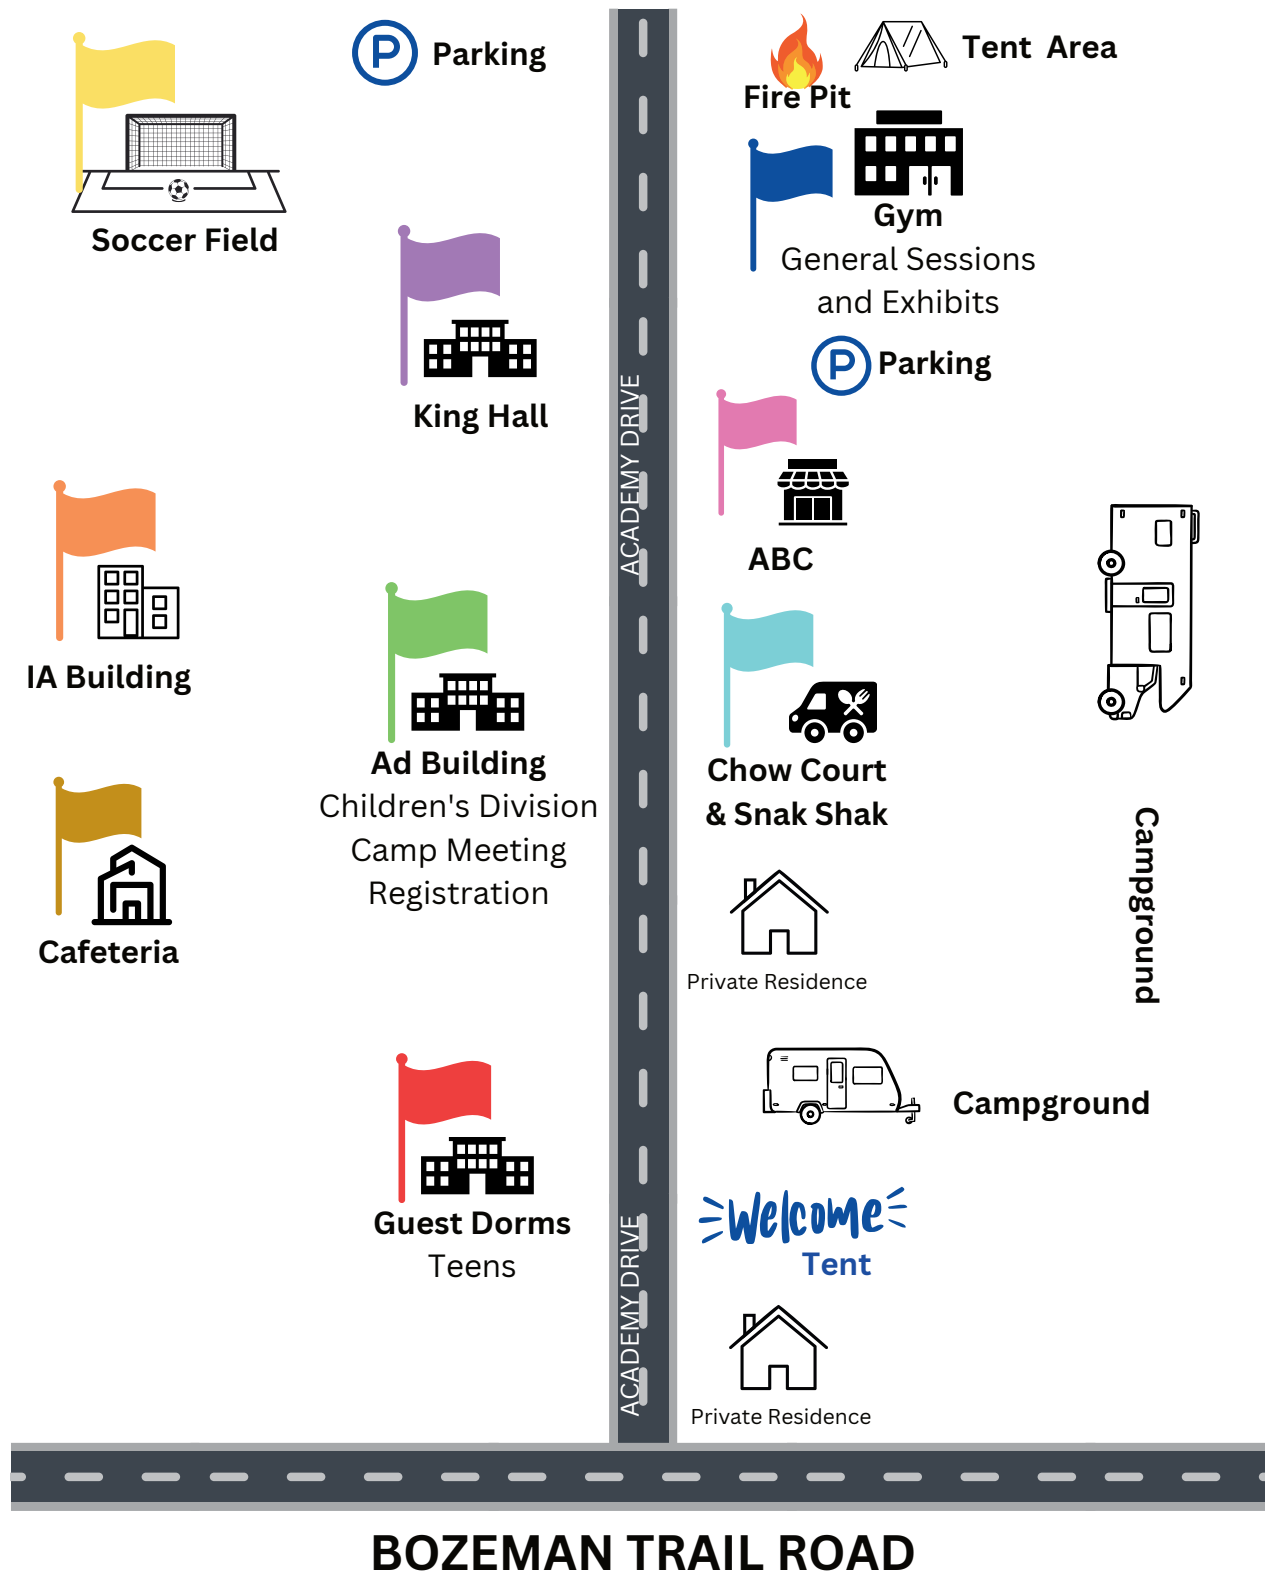 P Parking
Tent Area
Fire Pit
Soccer Field
Gym
General Sessions
and Exhibits
King Hall
P Parking
ACADEMY DRIVE
ABC
IA Building
Ad Building
Children's Division
Camp Meeting
Registration
Chow Court
& Snak Shak
Cafeteria
Private Residence
Campground
Campground
Guest Dorms
Teens
Welcome
Tent
ACADEMY DRIVE
Private Residence
BOZEMAN TRAIL ROAD